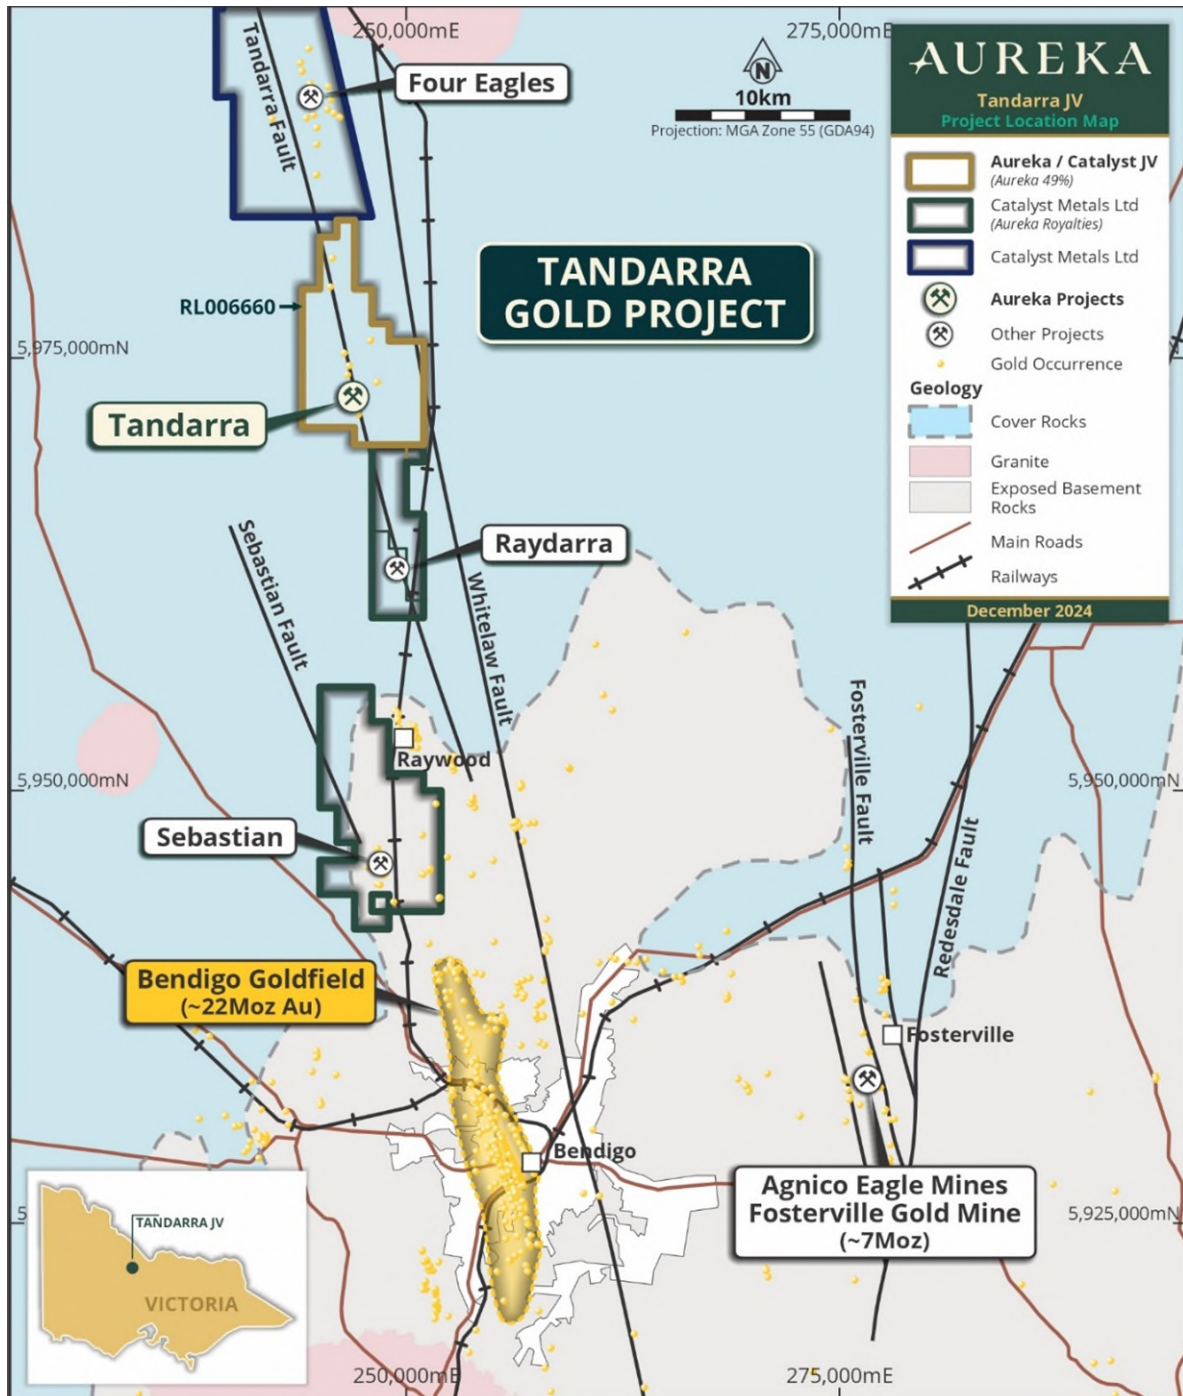 250,000mE
275,000mE
AUREKA
Tandarra JV
Project Location Map
Aureka / Catalyst JV
(Aureka 49%)
Catalyst Metals Ltd
(Aureka Royalties)
Catalyst Metals Ltd
Aureka Projects
Other Projects
Gold Occurrence
Geology
Cover Rocks
Granite
Exposed Basement
Rocks
Main Roads
Railways
December 2024
N
10km
Projection: MGA Zone 55 (GDA94)
Tandarra Fault
Four Eagles
TANDARRA
GOLD PROJECT
RL006660
5,975,000mN
Tandarra
Sebastian Fault
Raydarra
Whitelaw Fault
Fosterville Fault
Redesdale Fault
Raywood
5,950,000mN
5,950,000mN
Sebastian
Bendigo Goldfield
(~22Moz Au)
Fosterville
Bendigo
Agnico Eagle Mines
Fosterville Gold Mine
(~7Moz)
5,925,000mN
TANDARRA JV
VICTORIA
250,000mE
275,000mE